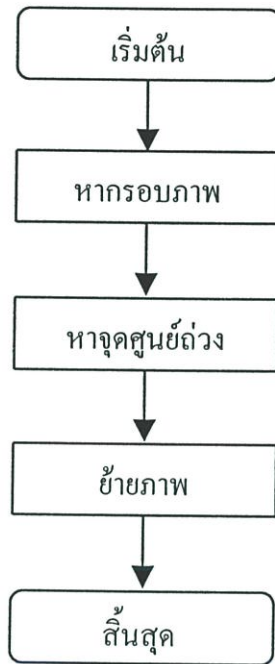 เริ่มต้น
หากรอบภาพ
หาจุดศูนย์ถ่วง
ย้ายภาพ
สิ้นสุด